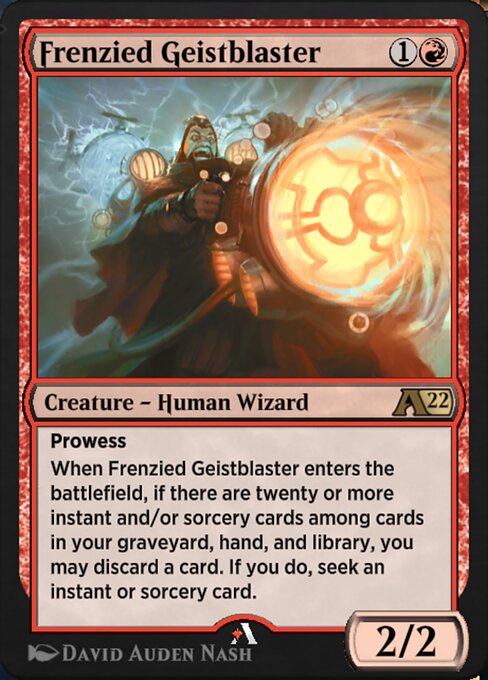 Frenzied Geistblaster 1
Creature – Human Wizard A22
Prowess
When Frenzied Geistblaster enters the
battlefield, if there are twenty or more
instant and/or sorcery cards among cards
in your graveyard, hand, and library, you
may discard a card. If you do, seek an
instant or sorcery card.
2/2
David Auden Nash